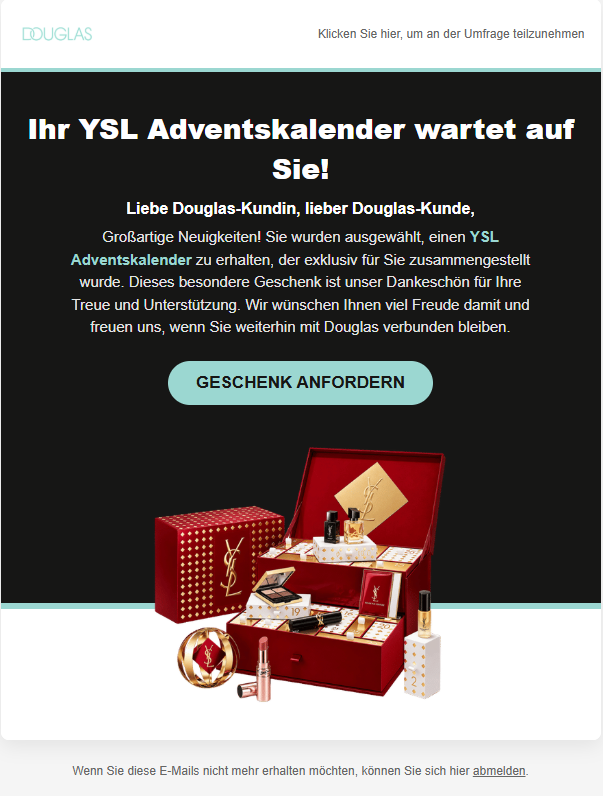 DOUGLAS
Klicken Sie hier, um an der Umfrage teilzunehmen
Ihr YSL Adventskalender wartet auf
Sie!
Liebe Douglas-Kundin, lieber Douglas-Kunde,
Großartige Neuigkeiten! Sie wurden ausgewählt, einen YSL
Adventskalender zu erhalten, der exklusiv für Sie zusammengestellt
wurde. Dieses besondere Geschenk ist unser Dankeschön für Ihre
Treue und Unterstützung. Wir wünschen Ihnen viel Freude damit und
freuen uns, wenn Sie weiterhin mit Douglas verbunden bleiben.
GESCHENK ANFORDERN
YSL
YSL
19
2
Wenn Sie diese E-Mails nicht mehr erhalten möchten, können Sie sich hier abmelden.